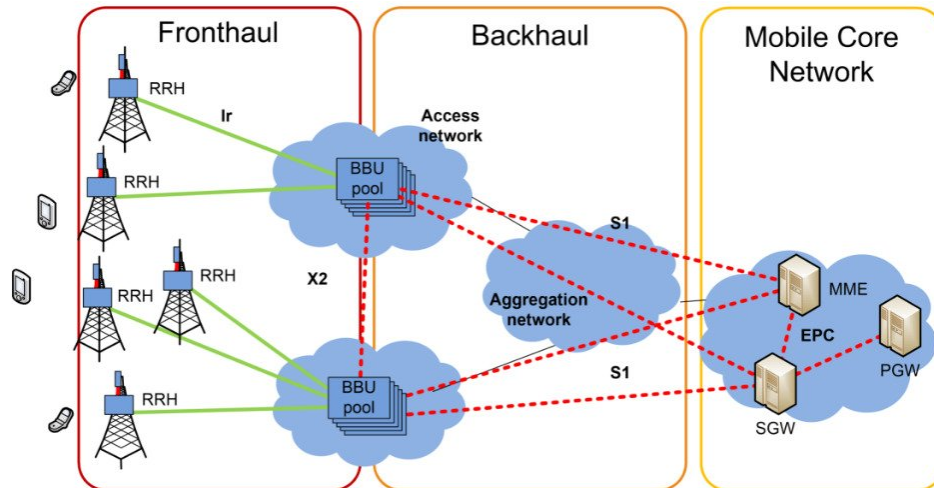 Fronthaul
Backhaul
Mobile Core
Network
RRH
Ir
Access
network
BBU
pool
RRH
S1
RRH
RRH
X2
Aggregation
network
MME
EPC
PGW
BBU
pool
S1
RRH
SGW